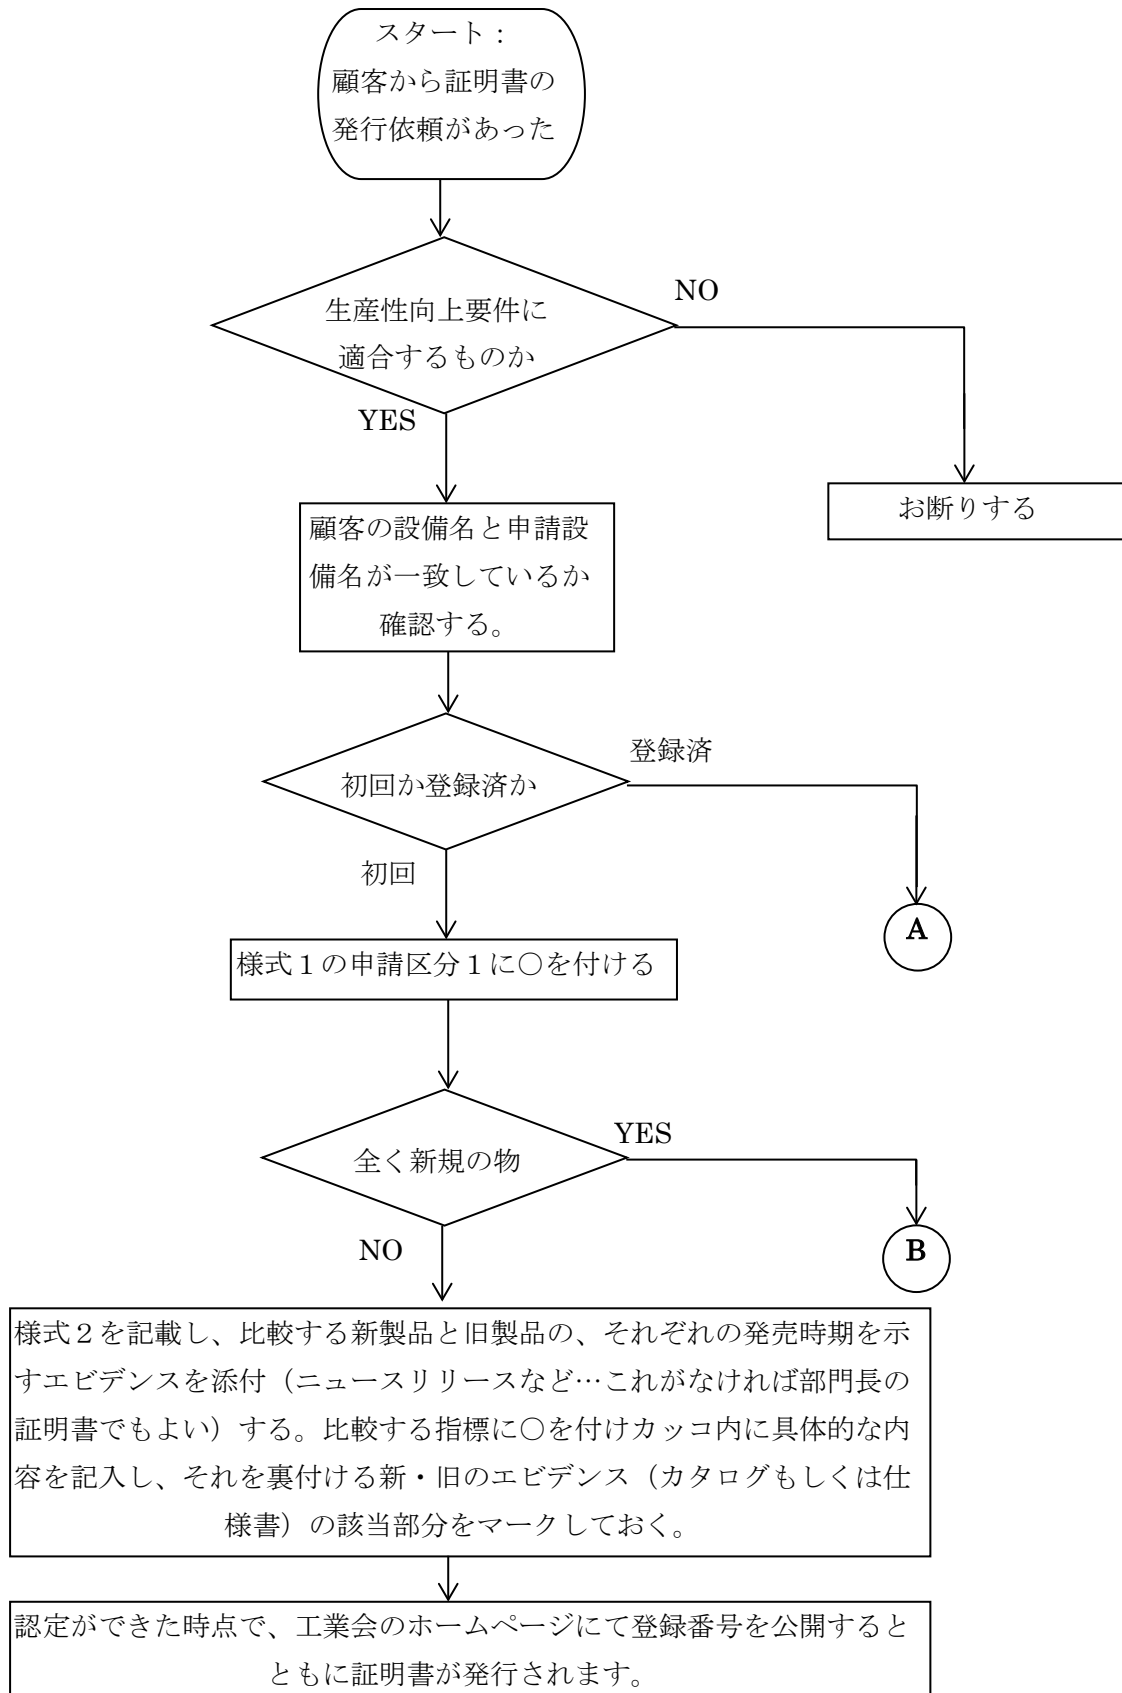 スタート：
顧客から証明書の
発行依頼があった
NO
生産性向上要件に
適合するものか
YES
お断りする
顧客の設備名と申請設
備名が一致しているか
確認する。
登録済
初回か登録済か
初回
A
様式１の申請区分１に○を付ける
YES
全く新規の物
NO
B
様式２を記載し、比較する新製品と旧製品の、それぞれの発売時期を示
すエビデンスを添付（ニュースリリースなど…これがなければ部門長の
証明書でもよい）する。比較する指標に○を付けカッコ内に具体的な内
容を記入し、それを裏付ける新・旧のエビデンス（カタログもしくは仕
様書）の該当部分をマークしておく。
認定ができた時点で、工業会のホームページにて登録番号を公開すると
ともに証明書が発行されます。